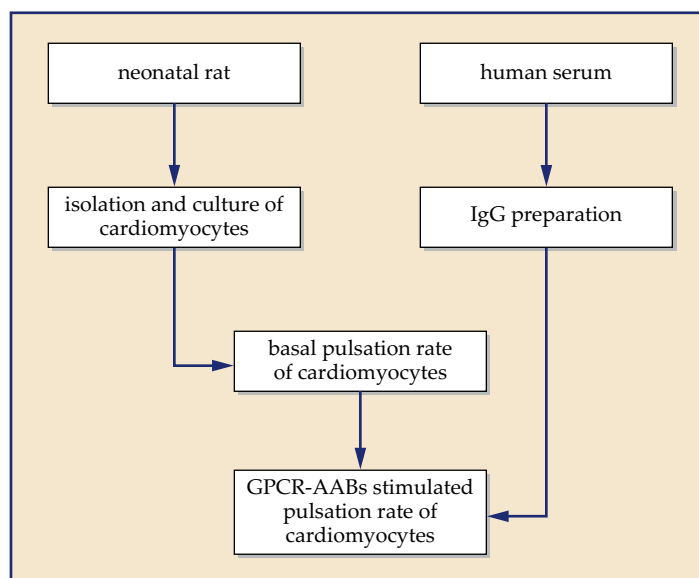 neonatal rat
human serum
isolation and culture of
cardiomyocytes
IgG preparation
basal pulsation rate
of cardiomyocytes
GPCR-AABs stimulated
pulsation rate of
cardiomyocytes